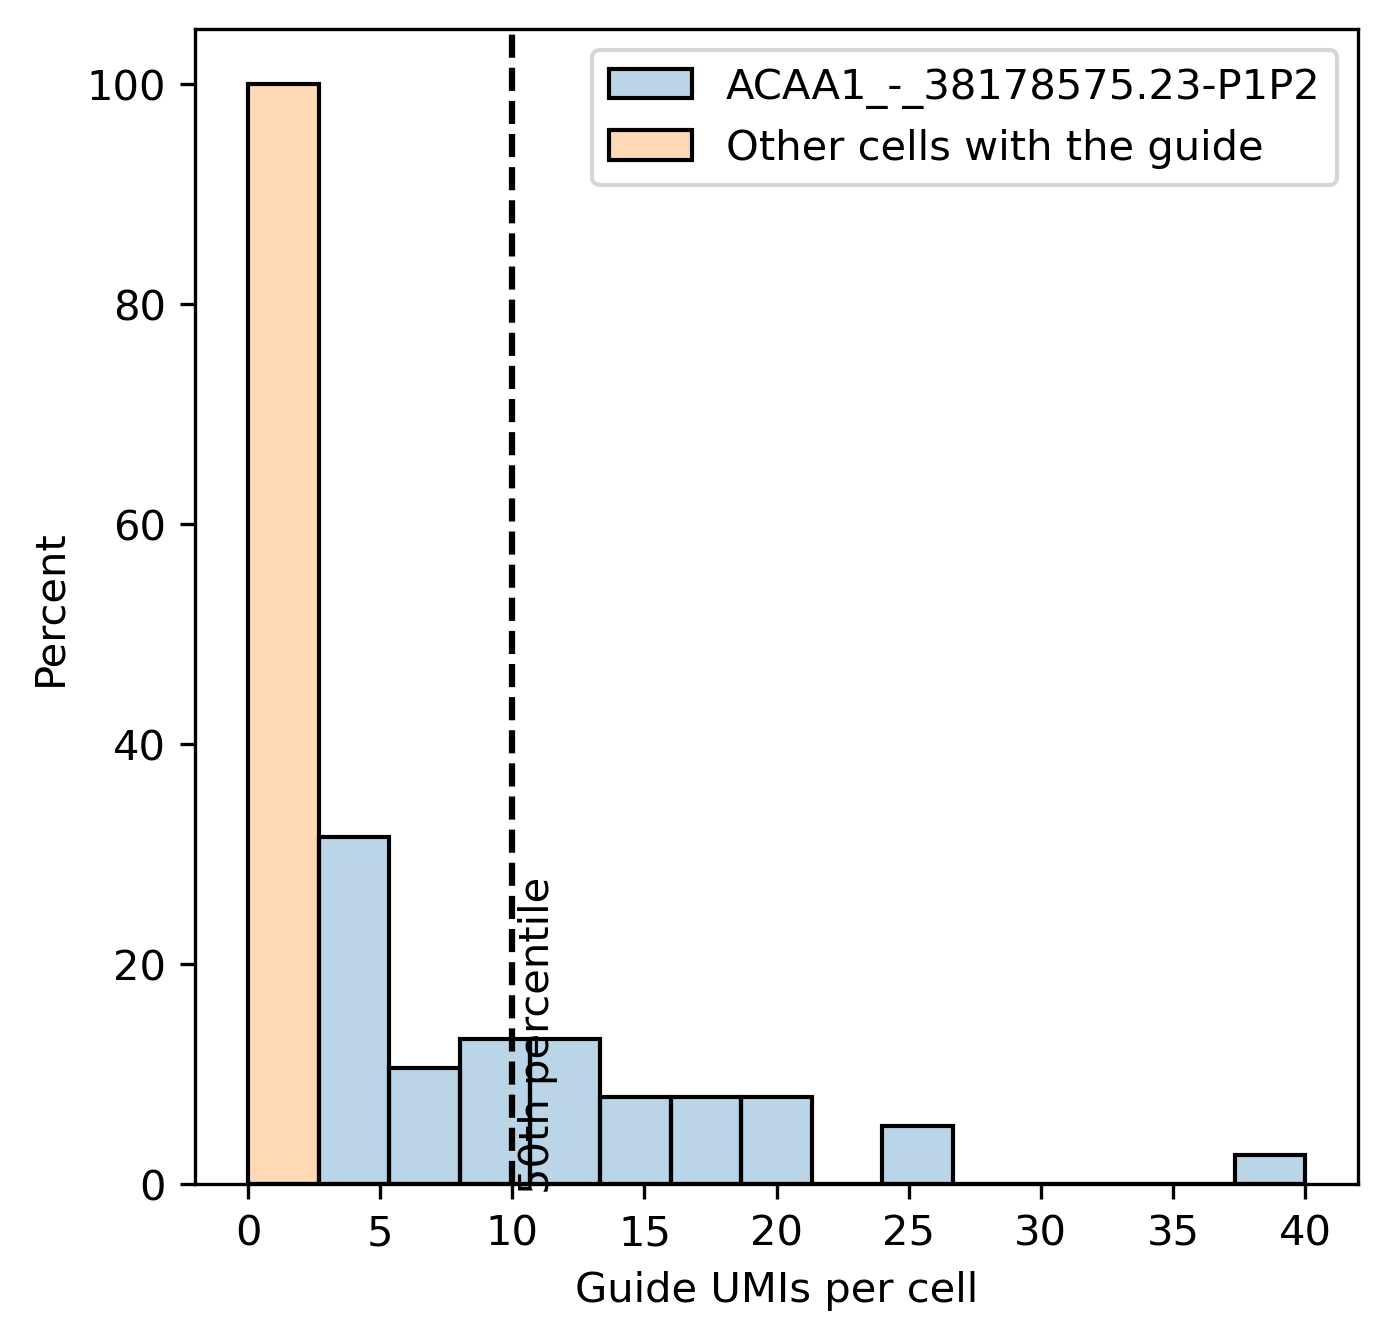 ACAA1_-_38178575.23-P1P2
Other cells with the guide
100
80
60
40
20
0
Percent
50th percentile
0 5 10 15 20 25 30 35 40
Guide UMIs per cell